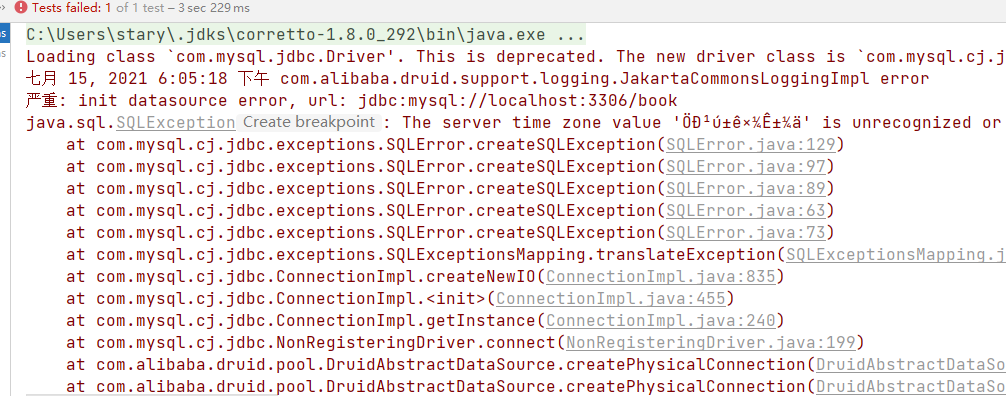 Tests failed: 1 of 1 test – 3 sec 229 ms
C:\Users\stary\.jdks\corretto-1.8.0_292\bin\java.exe ...
Loading class `com.mysql.jdbc.Driver'. This is deprecated. The new driver class is `com.mysql.cj.j
七月 15, 2021 6:05:18 下午 com.alibaba.druid.support.logging.JakartaCommonsLoggingImpl error
严重: init datasource error, url: jdbc:mysql://localhost:3306/book
java.sql.SQLException Create breakpoint : The server time zone value 'ÖÐ¹ú±ê×¼Ê±¼ä' is unrecognized or
at com.mysql.cj.jdbc.exceptions.SQLError.createSQLException(SQLError.java:129)
at com.mysql.cj.jdbc.exceptions.SQLError.createSQLException(SQLError.java:97)
at com.mysql.cj.jdbc.exceptions.SQLError.createSQLException(SQLError.java:89)
at com.mysql.cj.jdbc.exceptions.SQLError.createSQLException(SQLError.java:63)
at com.mysql.cj.jdbc.exceptions.SQLError.createSQLException(SQLError.java:73)
at com.mysql.cj.jdbc.exceptions.SQLExceptionsMapping.translateException(SQLExceptionsMapping.j
at com.mysql.cj.jdbc.ConnectionImpl.createNewIO(ConnectionImpl.java:835)
at com.mysql.cj.jdbc.ConnectionImpl.<init>(ConnectionImpl.java:455)
at com.mysql.cj.jdbc.ConnectionImpl.getInstance(ConnectionImpl.java:240)
at com.mysql.cj.jdbc.NonRegisteringDriver.connect(NonRegisteringDriver.java:199)
at com.alibaba.druid.pool.DruidAbstractDataSource.createPhysicalConnection(DruidAbstractDataSo
at com.alibaba.druid.pool.DruidAbstractDataSource.createPhysicalConnection(DruidAbstractDataSo